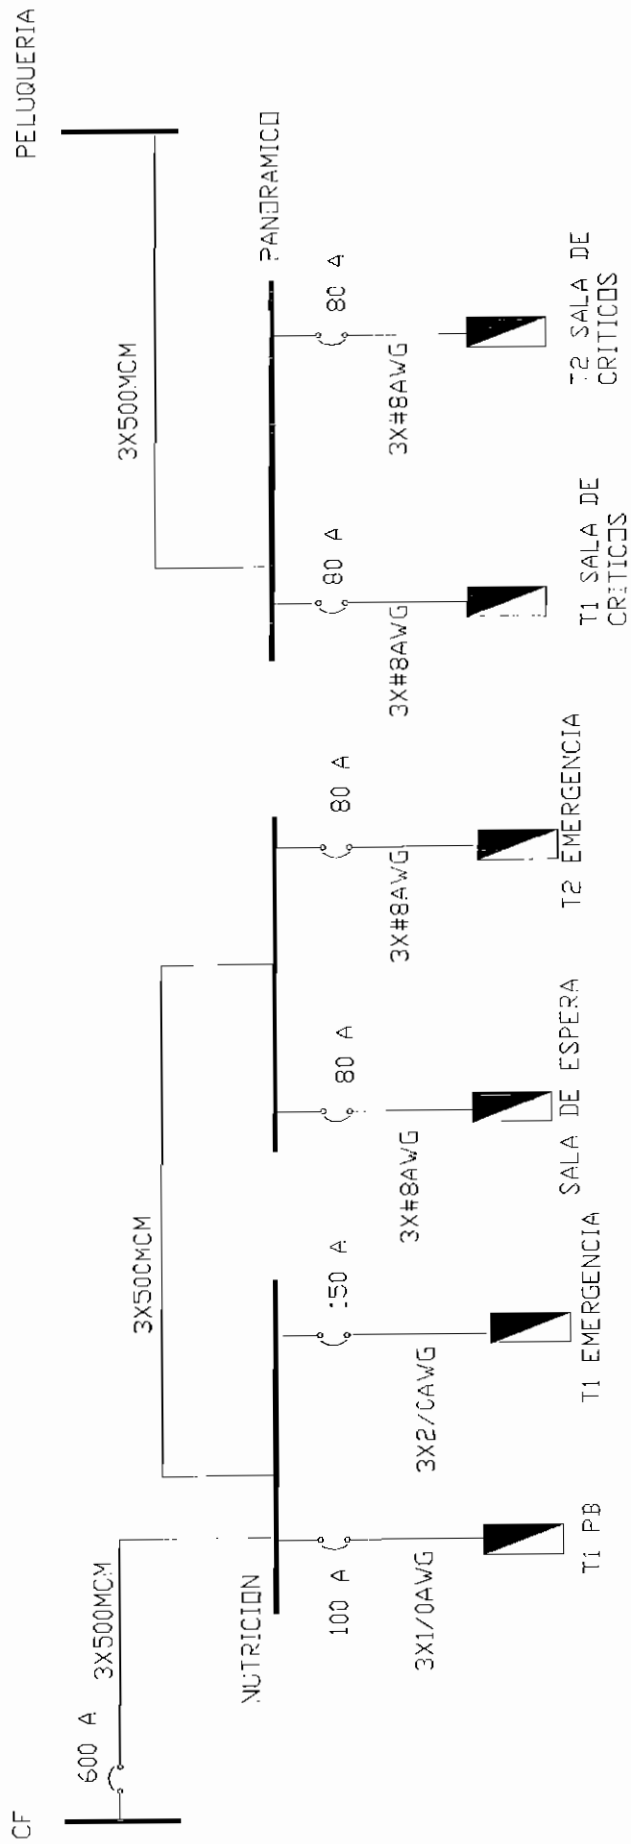 CF
600 A
3X500MCM
NUTRICION
100 A
3X1/0AWG
T1 PB
150 A
3X2/0AWG
T1 EMERGENCIA
3X500MCM
80 A
3X#8AWG
SALA DE ESPERA
80 A
3X#8AWG
T2 EMERGENCIA
PANORAMICO
80 A
3X#8AWG
T1 SALA DE
CRITICOS
80 A
3X#8AWG
T2 SALA DE
CRITICOS
3X500MCM
PELUQUERIA